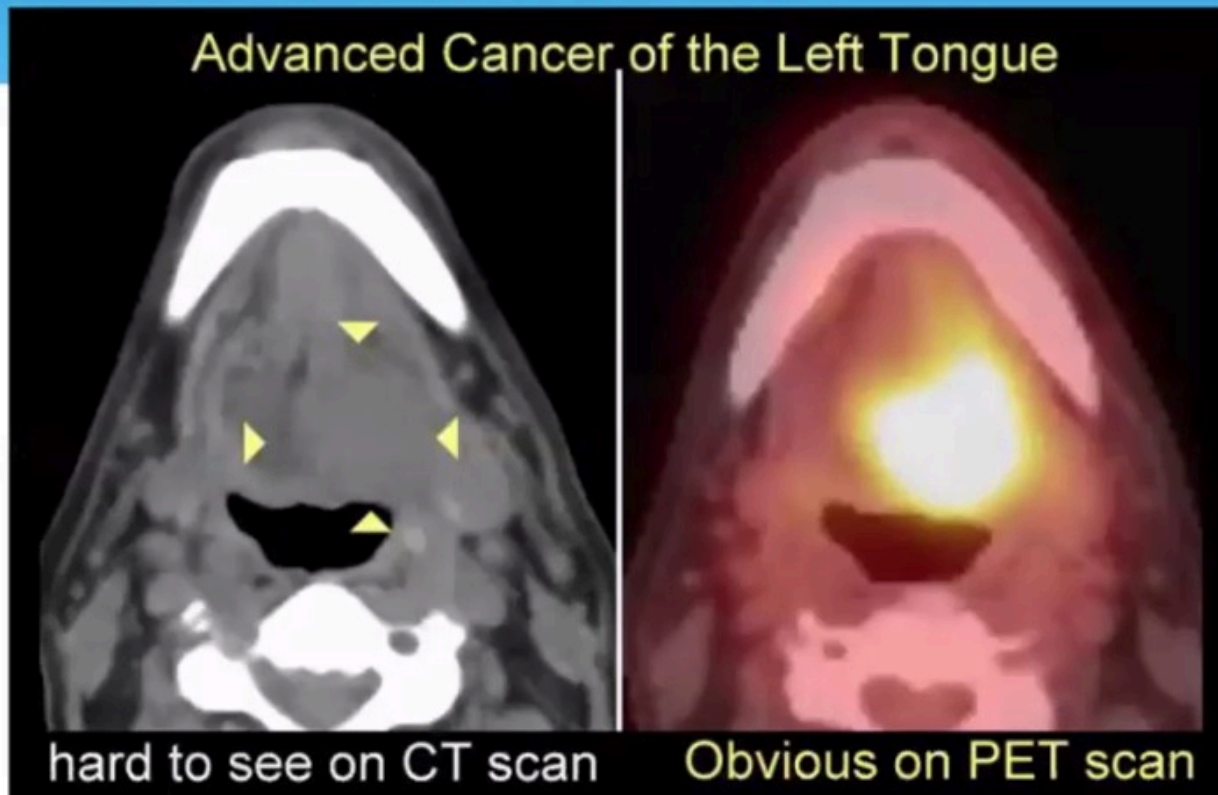 Advanced Cancer of the Left Tongue
hard to see on CT scan
Obvious on PET scan